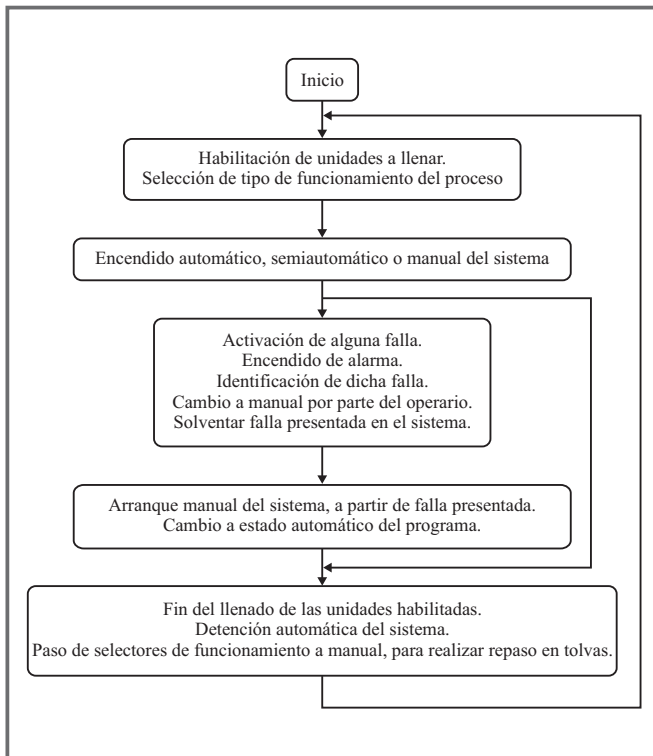 Inicio
Habilitación de unidades a llenar.
Selección de tipo de funcionamiento del proceso
Encendido automático, semiautomático o manual del sistema
Activación de alguna falla.
Encendido de alarma.
Identificación de dicha falla.
Cambio a manual por parte del operario.
Solventar falla presentada en el sistema.
Arranque manual del sistema, a partir de falla presentada.
Cambio a estado automático del programa.
Fin del llenado de las unidades habilitadas.
Detención automática del sistema.
Paso de selectores de funcionamiento a manual, para realizar repaso en tolvas.